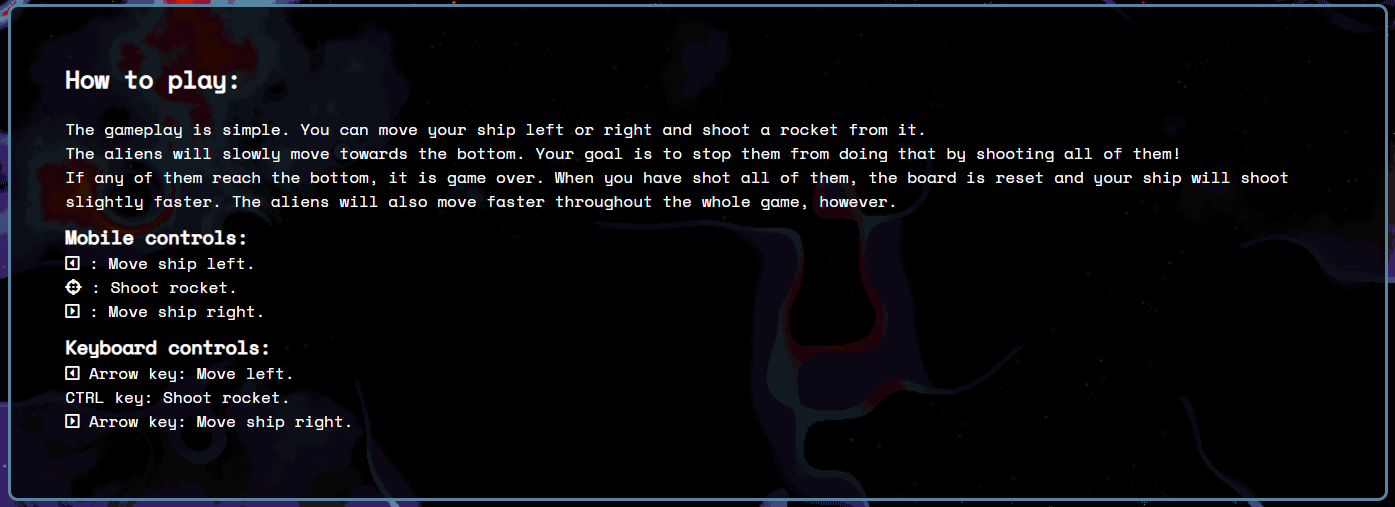 How to play:
The gameplay is simple. You can move your ship left or right and shoot a rocket from it.
The aliens will slowly move towards the bottom. Your goal is to stop them from doing that by shooting all of them!
If any of them reach the bottom, it is game over. When you have shot all of them, the board is reset and your ship will shoot
slightly faster. The aliens will also move faster throughout the whole game, however.
Mobile controls:
: Move ship left.
: Shoot rocket.
: Move ship right.
Keyboard controls:
Arrow key: Move left.
CTRL key: Shoot rocket.
Arrow key: Move ship right.